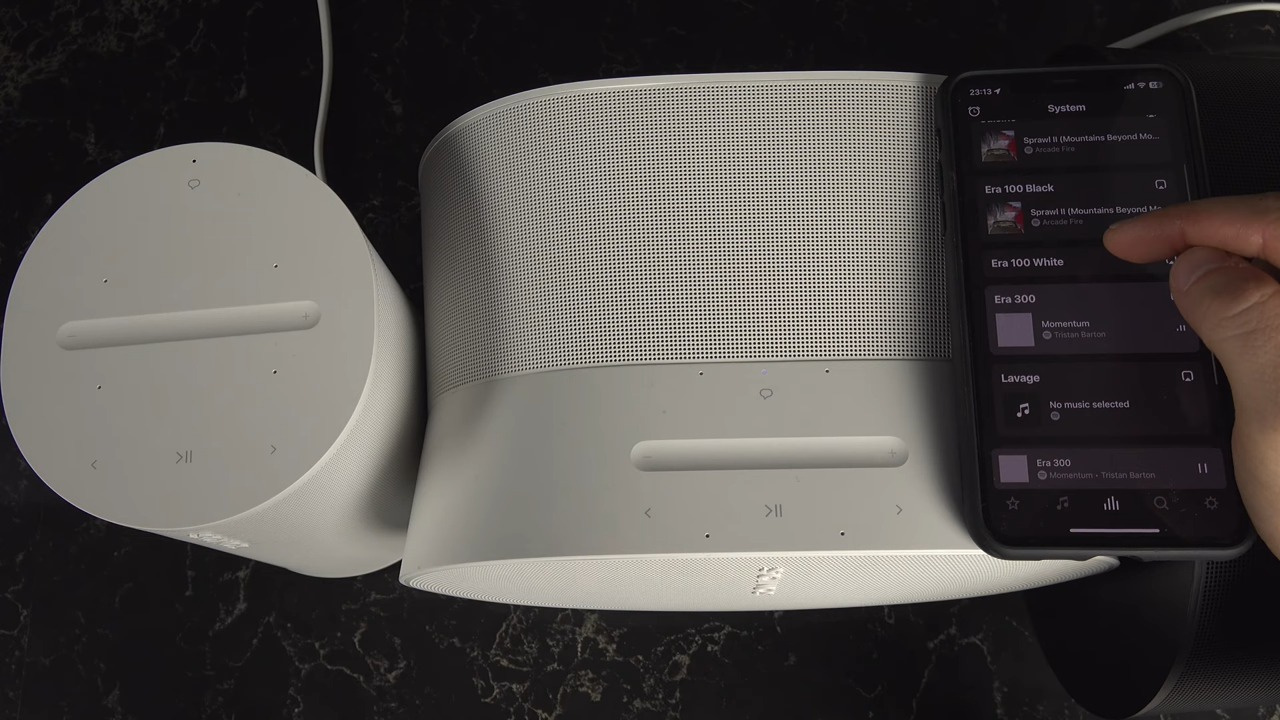 23:13
System
Sprawl II (Mountains Beyond Mo...
Arcade Fire
Era 100 Black
Sprawl II (Mountains Beyond Mo
Arcade Fire
Era 100 White
Era 300
Momentum
Tristan Barton
Lavage
No music selected
Era 300
Momentum • Tristan Barton
SONOS